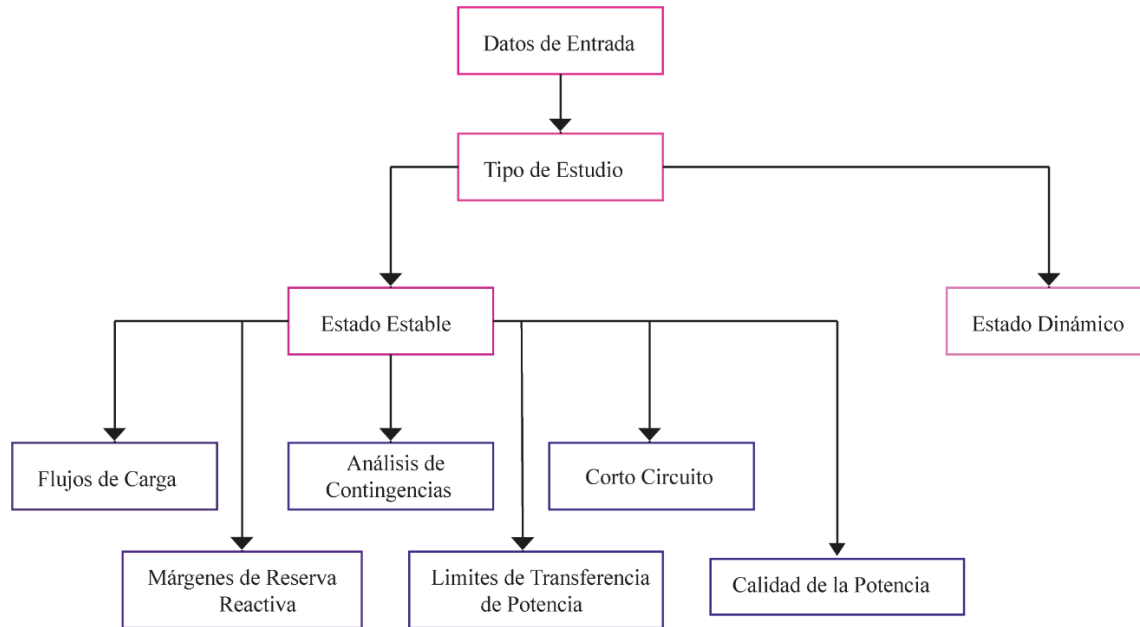 Datos de Entrada
Tipo de Estudio
Estado Estable
Estado Dinámico
Flujos de Carga
Análisis de
Contingencias
Corto Circuito
Márgenes de Reserva
Reactiva
Limites de Transferencia
de Potencia
Calidad de la Potencia